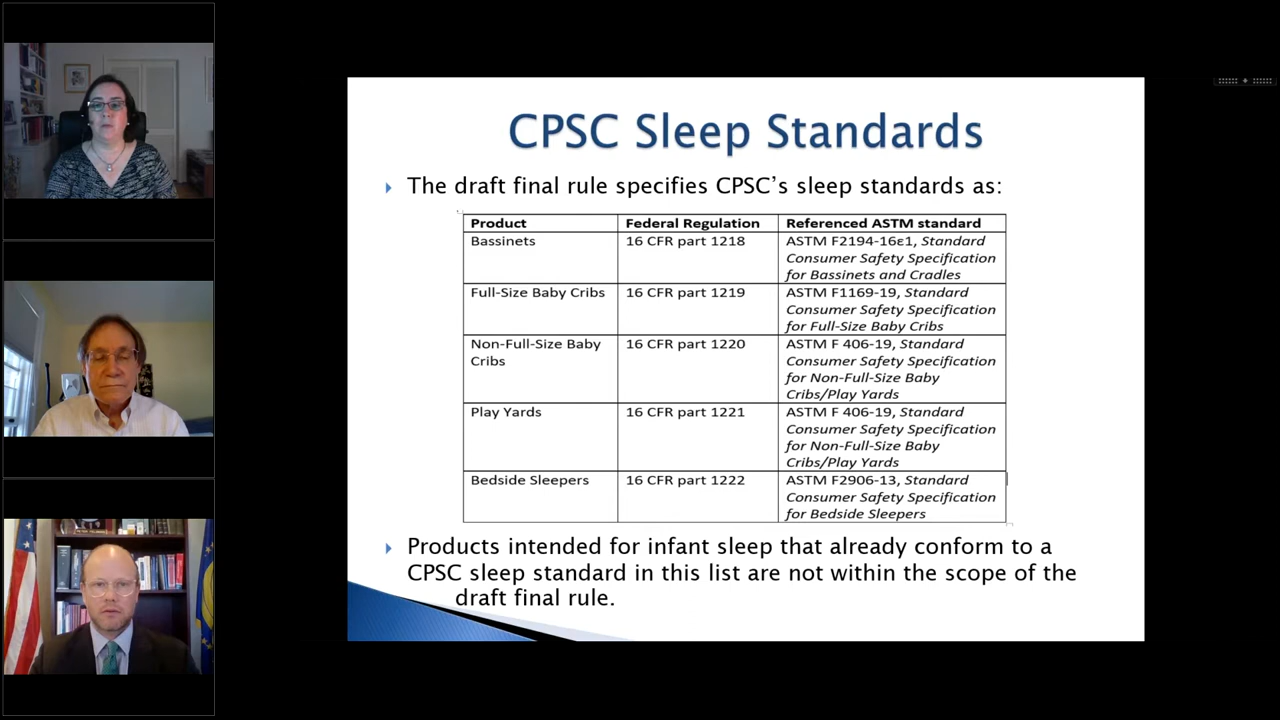 CPSC Sleep Standards
The draft final rule specifies CPSC's sleep standards as:
Product Federal Regulation Referenced ASTM standard
Bassinets 16 CFR part 1218 ASTM F2194-16ε1, Standard
Consumer Safety Specification
for Bassinets and Cradles
Full-Size Baby Cribs 16 CFR part 1219 ASTM F1169-19, Standard
Consumer Safety Specification
for Full-Size Baby Cribs
Non-Full-Size Baby 16 CFR part 1220 ASTM F 406-19, Standard
Cribs Consumer Safety Specification
for Non-Full-Size Baby
Cribs/Play Yards
Play Yards 16 CFR part 1221 ASTM F 406-19, Standard
Consumer Safety Specification
for Non-Full-Size Baby
Cribs/Play Yards
Bedside Sleepers 16 CFR part 1222 ASTM F2906-13, Standard
Consumer Safety Specification
for Bedside Sleepers
Products intended for infant sleep that already conform to a
CPSC sleep standard in this list are not within the scope of the
draft final rule.